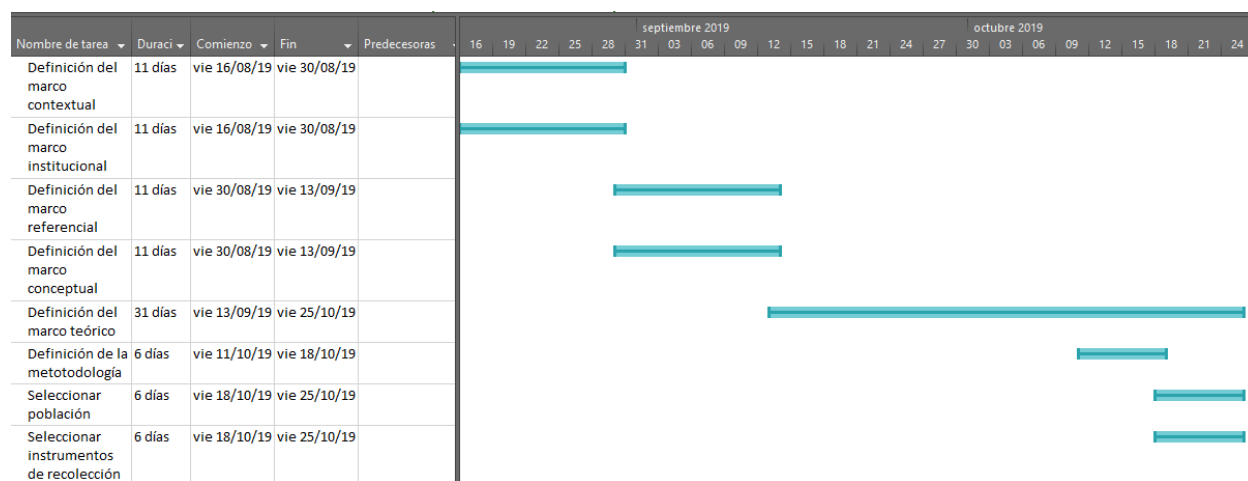 septiembre 2019 octubre 2019
Nombre de tarea Duraci Comienzo Fin Predecesoras 16 19 22 25 28 31 03 06 09 12 15 18 21 24 27 30 03 06 09 12 15 18 21 24
Definición del 11 días vie 16/08/19 vie 30/08/19
marco
contextual
Definición del 11 días vie 16/08/19 vie 30/08/19
marco
institucional
Definición del 11 días vie 30/08/19 vie 13/09/19
marco
referencial
Definición del 11 días vie 30/08/19 vie 13/09/19
marco
conceptual
Definición del 31 días vie 13/09/19 vie 25/10/19
marco teórico
Definición de la 6 días vie 11/10/19 vie 18/10/19
metotodología
Seleccionar 6 días vie 18/10/19 vie 25/10/19
población
Seleccionar 6 días vie 18/10/19 vie 25/10/19
instrumentos
de recolección